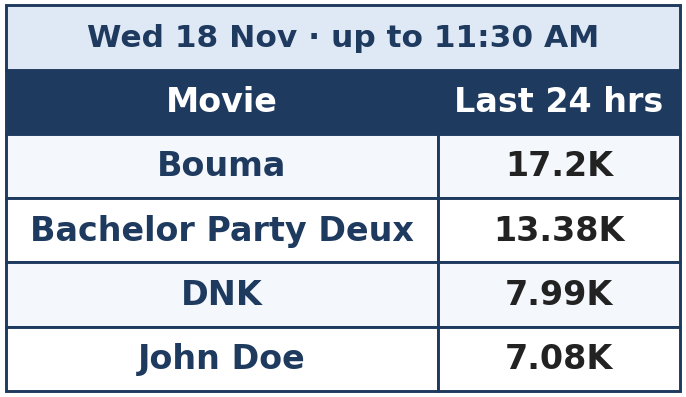 Wed 18 Nov · up to 11:30 AM
Movie Last 24 hrs
Bouma 17.2K
Bachelor Party Deux 13.38K
DNK 7.99K
John Doe 7.08K